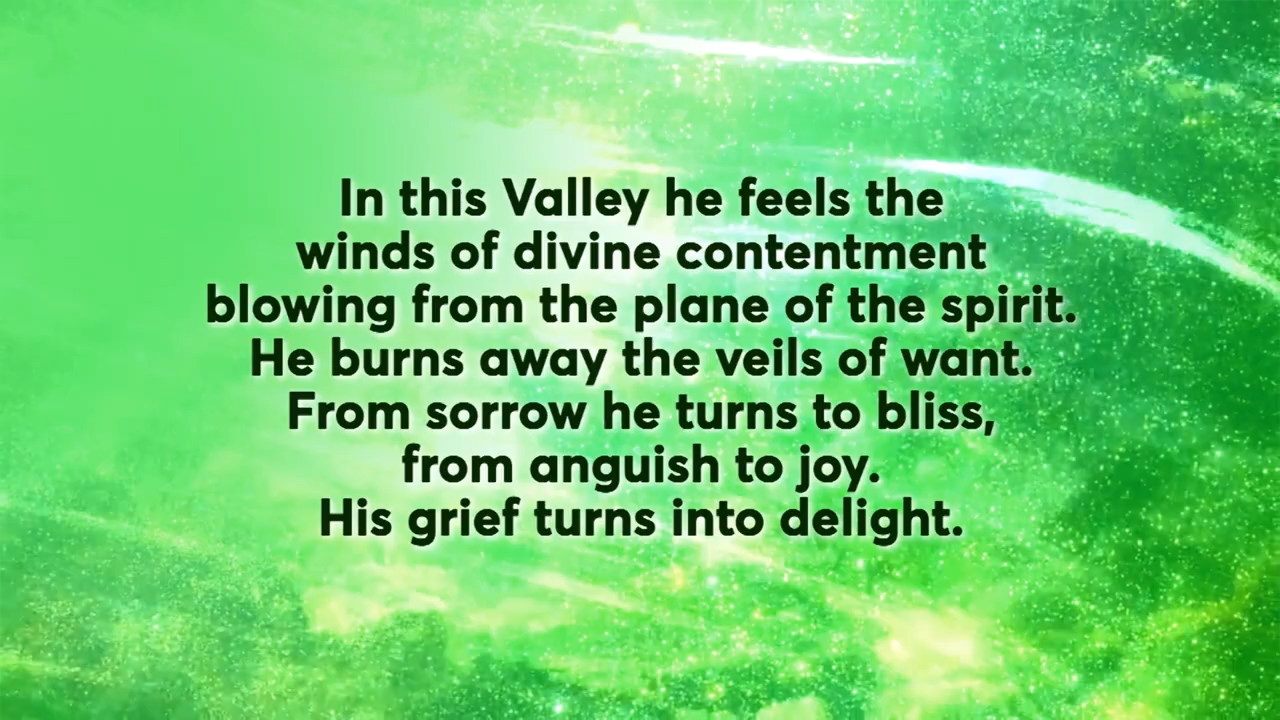 In this Valley he feels the
winds of divine contentment
blowing from the plane of the spirit.
He burns away the veils of want.
From sorrow he turns to bliss,
from anguish to joy.
His grief turns into delight.